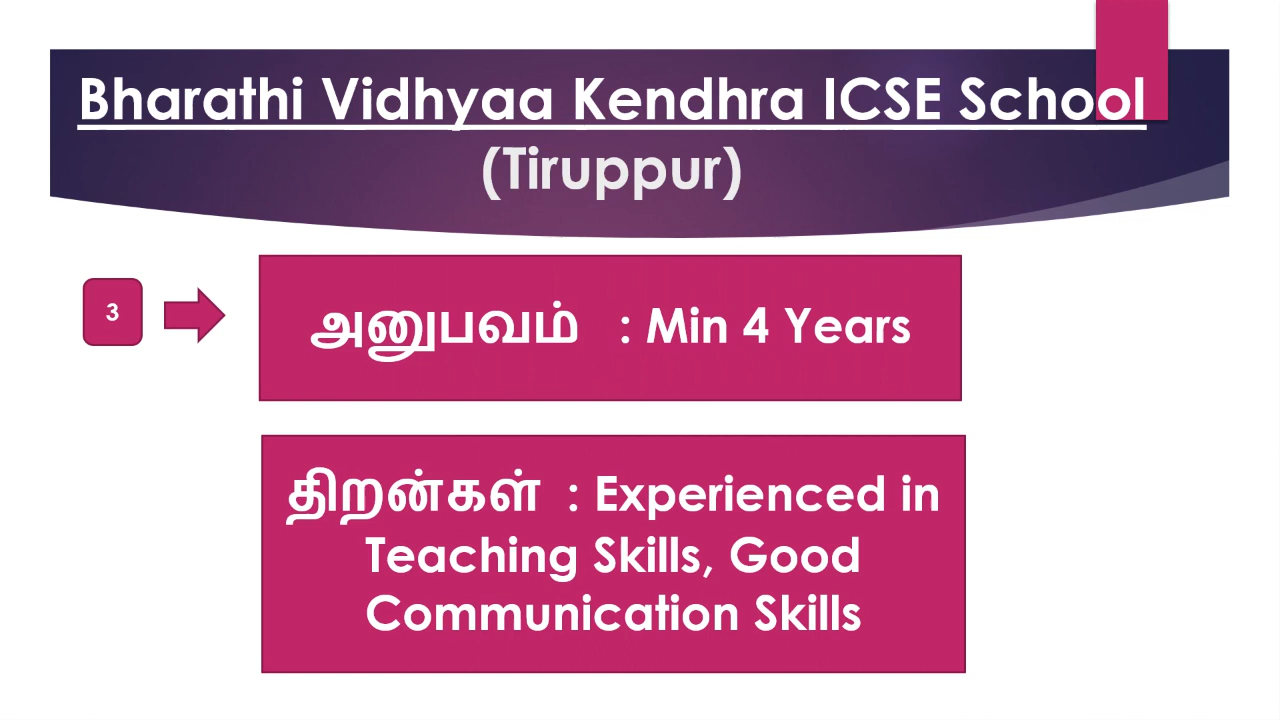 Bharathi Vidhyaa Kendhra ICSE School
(Tiruppur)
3
அனுபவம் : Min 4 Years
திறன்கள் : Experienced in
Teaching Skills, Good
Communication Skills